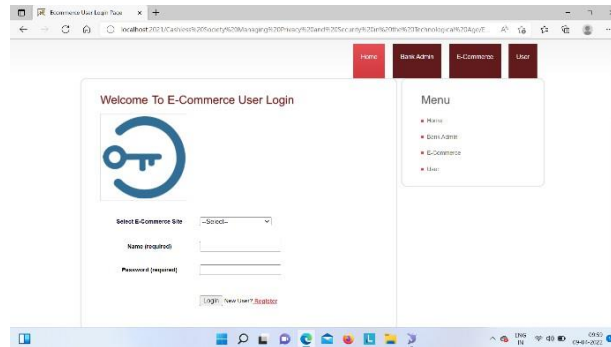 Ecommerce User Login Page
localhost:2021/Cashless%20Society%20Managing%20Privacy%20and%20Security%20in%20the%20Technological%20Age/E...
Home Bank Admin E-Commerce User
Welcome To E-Commerce User Login
Menu
Home
Bank Admin
E-Commerce
User
Select E-Commerce Site --Select--
Name (required)
Password (required)
Login New User? Register
ENG
IN
09:50
09-07-2022